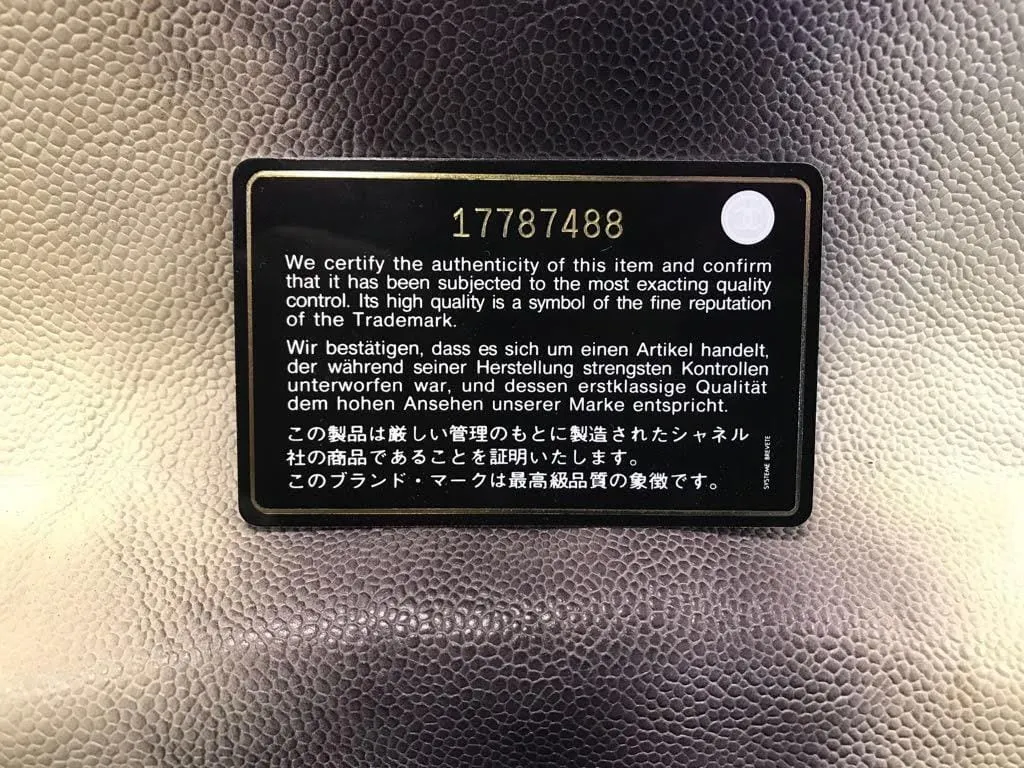 17787488
We certify the authenticity of this item and confirm
that it has been subjected to the most exacting quality
control. Its high quality is a symbol of the fine reputation
of the Trademark.
Wir bestätigen, dass es sich um einen Artikel handelt,
der während seiner Herstellung strengsten Kontrollen
unterworfen war, und dessen erstklassige Qualität
dem hohen Ansehen unserer Marke entspricht.
この製品は厳しい管理のもとに製造されたシャネル
社の商品であることを証明いたします。
このブランド・マークは最高級品質の象徴です。
SYSTEME BREVETE